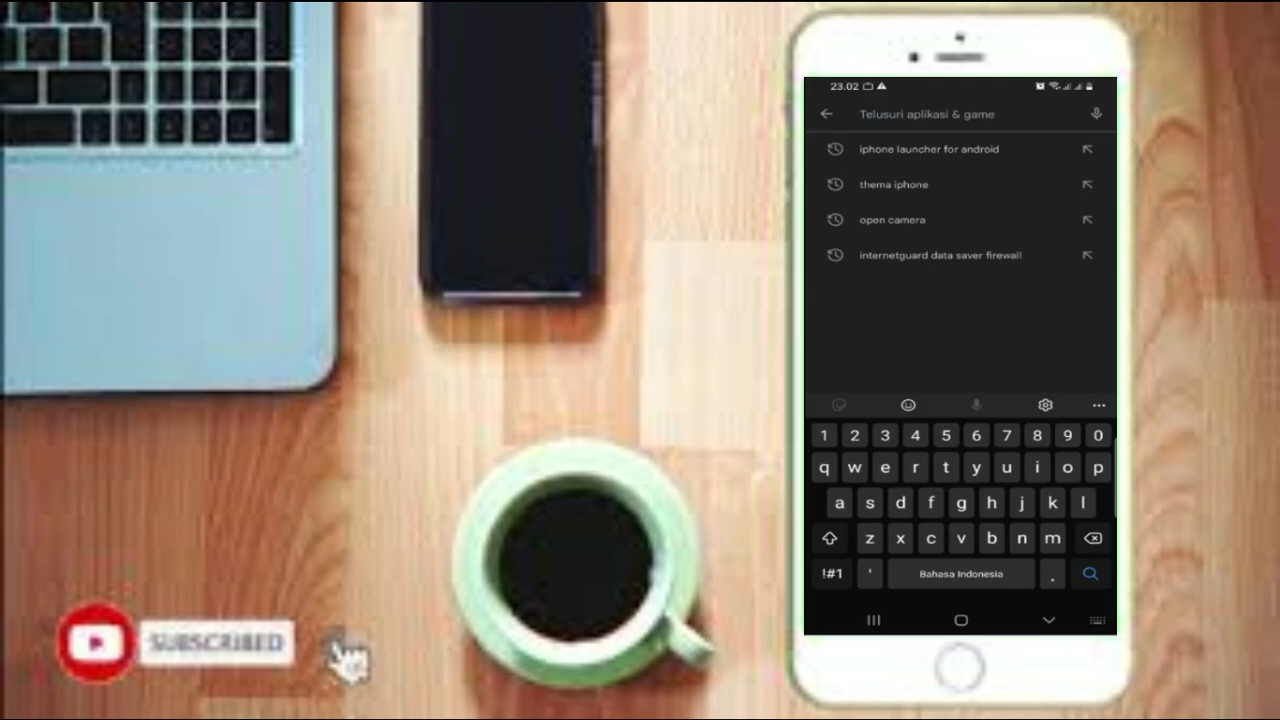 23.02
Telusuri aplikasi & game
iphone launcher for android
thema iphone
open camera
internetguard data saver firewall
1 2 3 4 5 6 7 8 9 0
q w e r t y u i o p
a s d f g h j k l
z x c v b n m
!#1 ' Bahasa Indonesia .
SUBSCRIBED